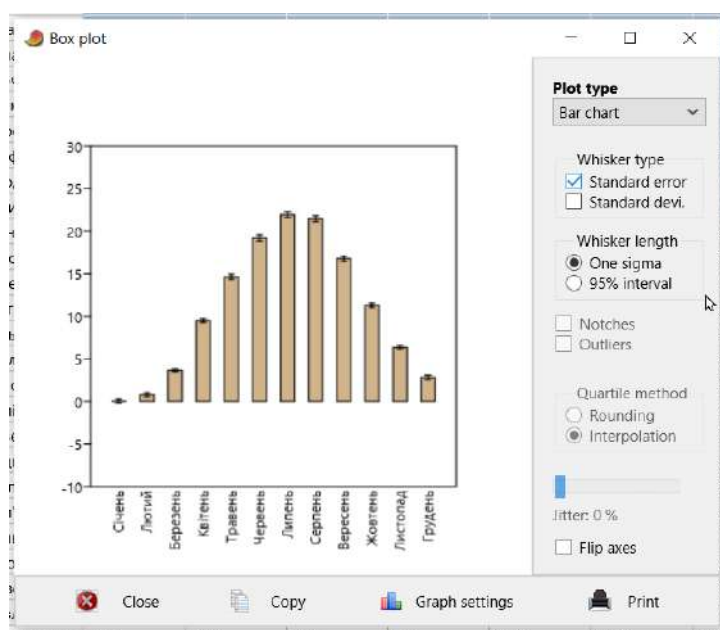 Box plot
Plot type
Bar chart
Whisker type
Standard error
Standard devi.
Whisker length
One sigma
95% interval
Notches
Outliers
Quartile method
Rounding
Interpolation
Jitter: 0 %
Flip axes
30
25
20
15
10
5
0
-5
-10
Січень
Лютий
Березень
Квітень
Травень
Червень
Липень
Серпень
Вересень
Жовтень
Листопад
Грудень
Close
Copy
Graph settings
Print